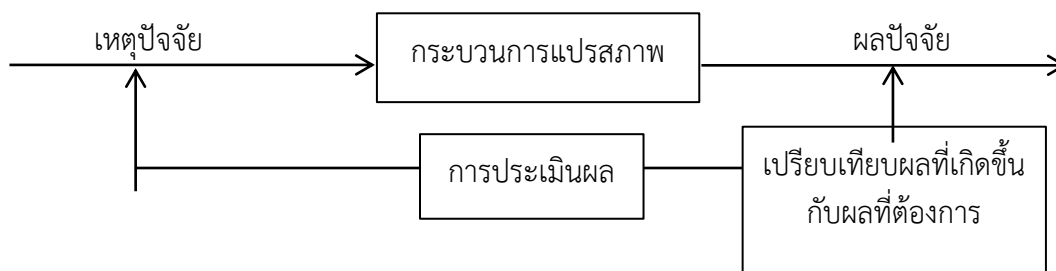 เหตุปัจจัย
กระบวนการแปรสภาพ
ผลปัจจัย
การประเมินผล
เปรียบเทียบผลที่เกิดขึ้น
กับผลที่ต้องการ